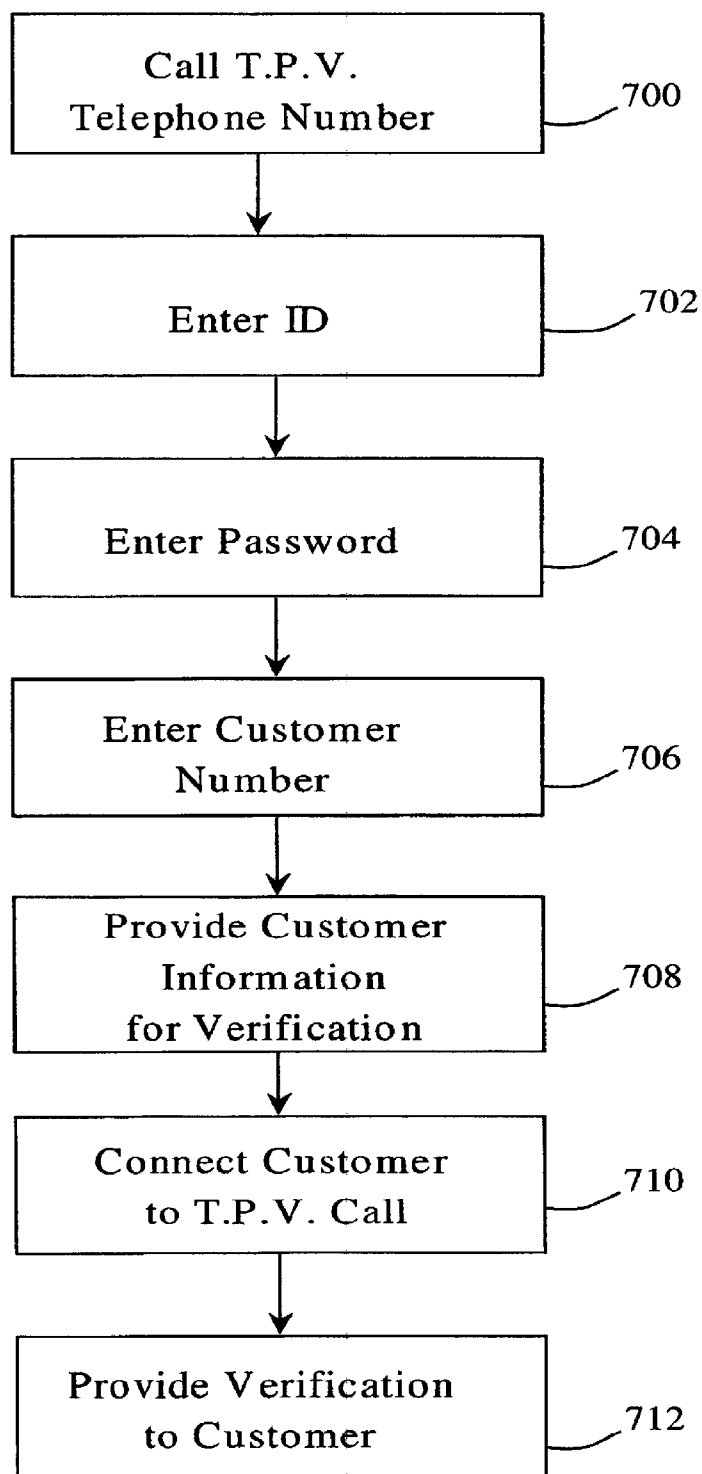 Call T.P.V.
Telephone Number
700
Enter ID
702
Enter Password
704
Enter Customer
Number
706
Provide Customer
Information
for Verification
708
Connect Customer
to T.P.V. Call
710
Provide Verification
to Customer
712